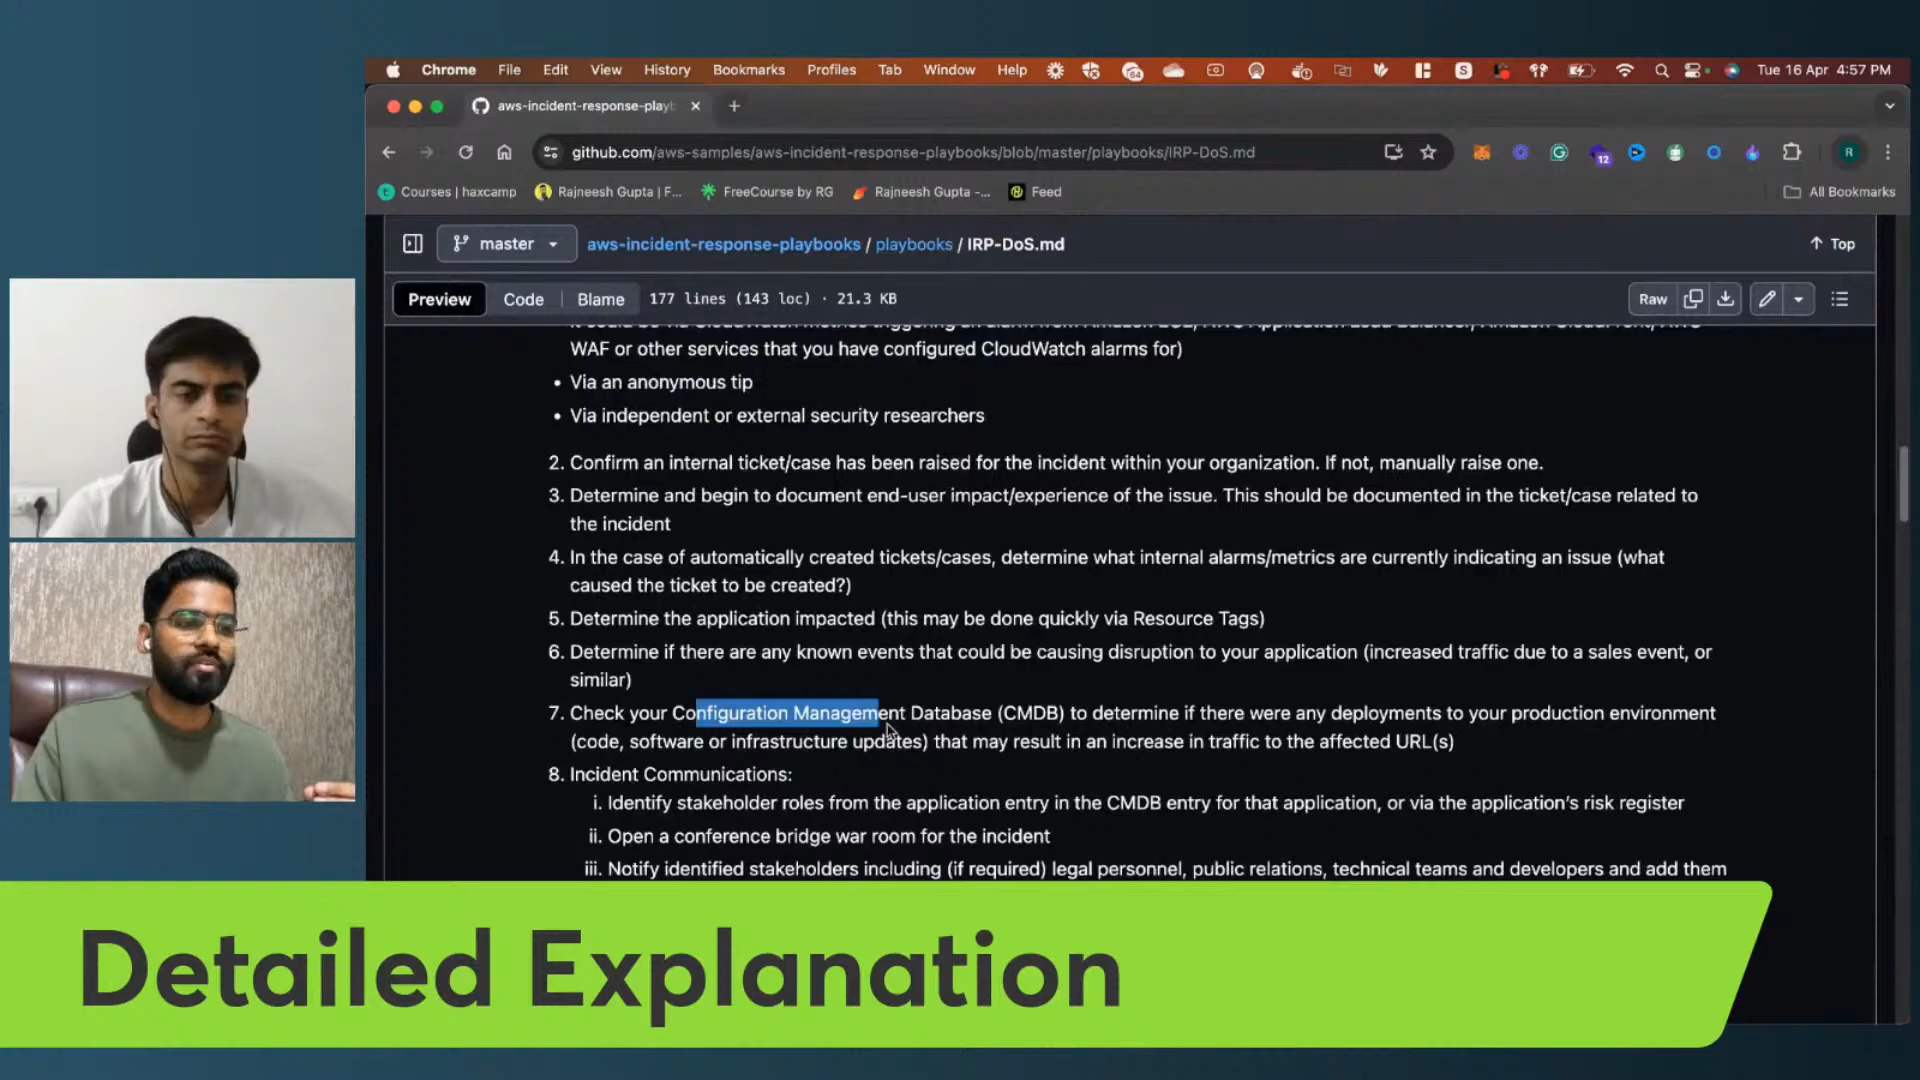 Chrome File Edit View History Bookmarks Profiles Tab Window Help 64 S Tue 16 Apr 4:57 PM
aws-incident-response-playb
github.com/aws-samples/aws-incident-response-playbooks/blob/master/playbooks/IRP-DoS.md 12 R
Courses | haxcamp Rajneesh Gupta | F... FreeCourse by RG Rajneesh Gupta -... Feed All Bookmarks
master aws-incident-response-playbooks / playbooks / IRP-DoS.md Top
Preview Code Blame 177 lines (143 loc) · 21.3 KB Raw
WAF or other services that you have configured CloudWatch alarms for)
• Via an anonymous tip
• Via independent or external security researchers
2. Confirm an internal ticket/case has been raised for the incident within your organization. If not, manually raise one.
3. Determine and begin to document end-user impact/experience of the issue. This should be documented in the ticket/case related to
the incident
4. In the case of automatically created tickets/cases, determine what internal alarms/metrics are currently indicating an issue (what
caused the ticket to be created?)
5. Determine the application impacted (this may be done quickly via Resource Tags)
6. Determine if there are any known events that could be causing disruption to your application (increased traffic due to a sales event, or
similar)
7. Check your Configuration Management Database (CMDB) to determine if there were any deployments to your production environment
(code, software or infrastructure updates) that may result in an increase in traffic to the affected URL(s)
8. Incident Communications:
i. Identify stakeholder roles from the application entry in the CMDB entry for that application, or via the application's risk register
ii. Open a conference bridge war room for the incident
iii. Notify identified stakeholders including (if required) legal personnel, public relations, technical teams and developers and add them
Detailed Explanation